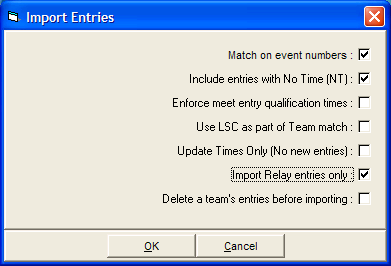 Import Entries
Match on event numbers :
Include entries with No Time (NT) :
Enforce meet entry qualification times :
Use LSC as part of Team match :
Update Times Only (No new entries) :
Import Relay entries only :
Delete a team's entries before importing :
OK
Cancel